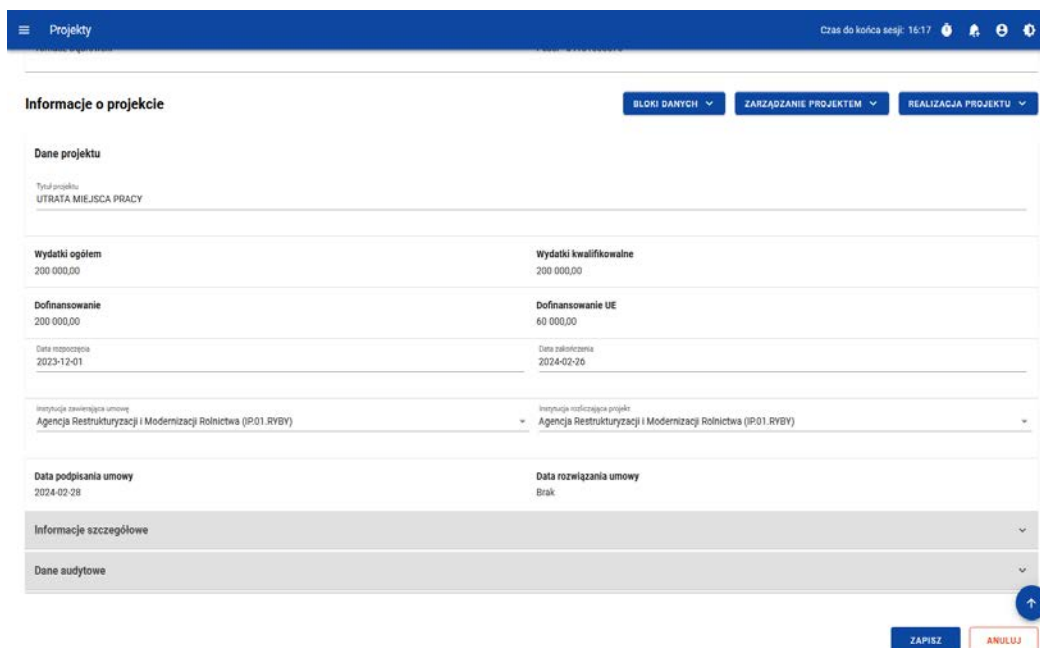 Projekty
Czas do końca sesji: 16:17
Informacje o projekcie
BLOKI DANYCH
ZARZĄDZANIE PROJEKTEM
REALIZACJA PROJEKTU
Dane projektu
Tytuł projektu
UTRATA MIEJSCA PRACY
Wydatki ogółem
Wydatki kwalifikowalne
200 000,00
200 000,00
Dofinansowanie
Dofinansowanie UE
200 000,00
60 000,00
Data rozpoczęcia
Data zakończenia
2023-12-01
2024-02-26
Instytucja zawierająca umowę
Instytucja rozliczająca projekt
Agencja Restrukturyzacji i Modernizacji Rolnictwa (IP.01.RYBY)
Agencja Restrukturyzacji i Modernizacji Rolnictwa (IP.01.RYBY)
Data podpisania umowy
Data rozwiązania umowy
2024-02-28
Brak
Informacje szczegółowe
Dane audytowe
ZAPISZ
ANULUJ